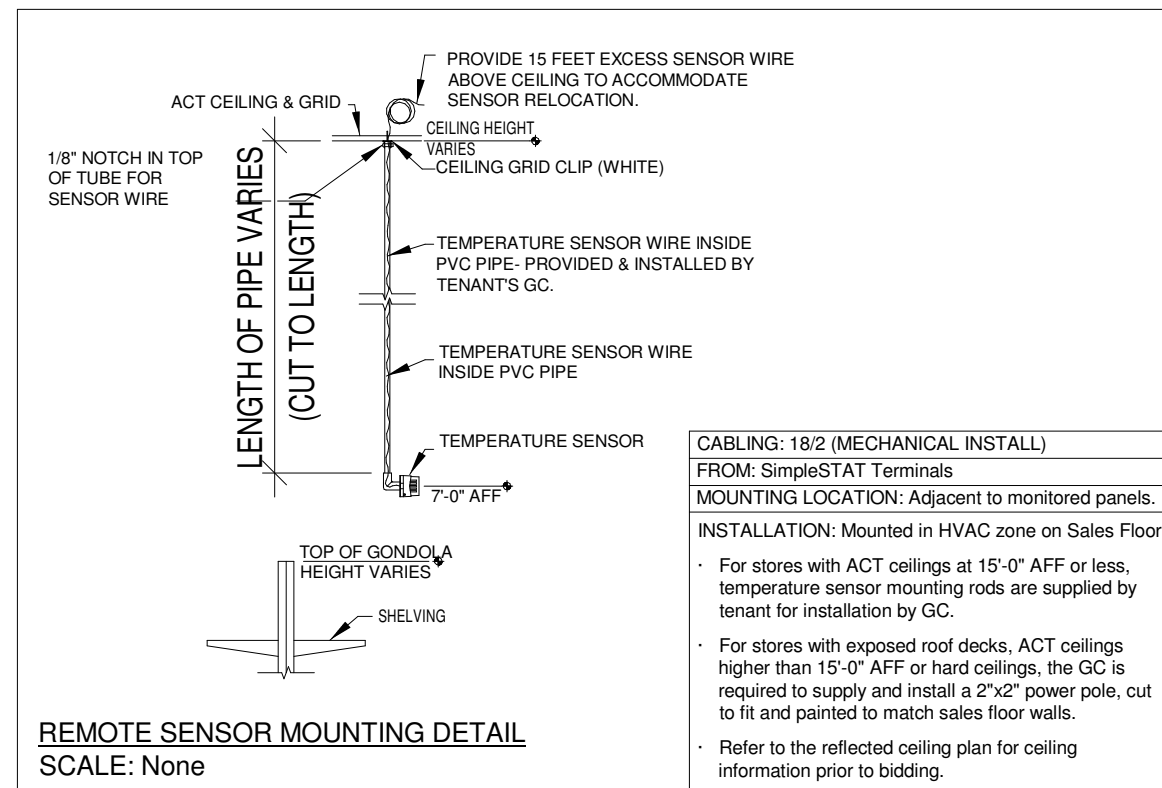 PROVIDE 15 FEET EXCESS SENSOR WIRE
ABOVE CEILING TO ACCOMMODATE
SENSOR RELOCATION.
ACT CEILING & GRID
CEILING HEIGHT
VARIES
1/8" NOTCH IN TOP
OF TUBE FOR
SENSOR WIRE
CEILING GRID CLIP (WHITE)
LENGTH OF PIPE VARIES
(CUT TO LENGTH)
TEMPERATURE SENSOR WIRE INSIDE
PVC PIPE- PROVIDED & INSTALLED BY
TENANT'S GC.
TEMPERATURE SENSOR WIRE
INSIDE PVC PIPE
TEMPERATURE SENSOR
7'-0" AFF
TOP OF GONDOLA
HEIGHT VARIES
SHELVING
REMOTE SENSOR MOUNTING DETAIL
SCALE: None
CABLING: 18/2 (MECHANICAL INSTALL)
FROM: SimpleSTAT Terminals
MOUNTING LOCATION: Adjacent to monitored panels.
INSTALLATION: Mounted in HVAC zone on Sales Floor
· For stores with ACT ceilings at 15'-0" AFF or less,
temperature sensor mounting rods are supplied by
tenant for installation by GC.
· For stores with exposed roof decks, ACT ceilings
higher than 15'-0" AFF or hard ceilings, the GC is
required to supply and install a 2"x2" power pole, cut
to fit and painted to match sales floor walls.
· Refer to the reflected ceiling plan for ceiling
information prior to bidding.